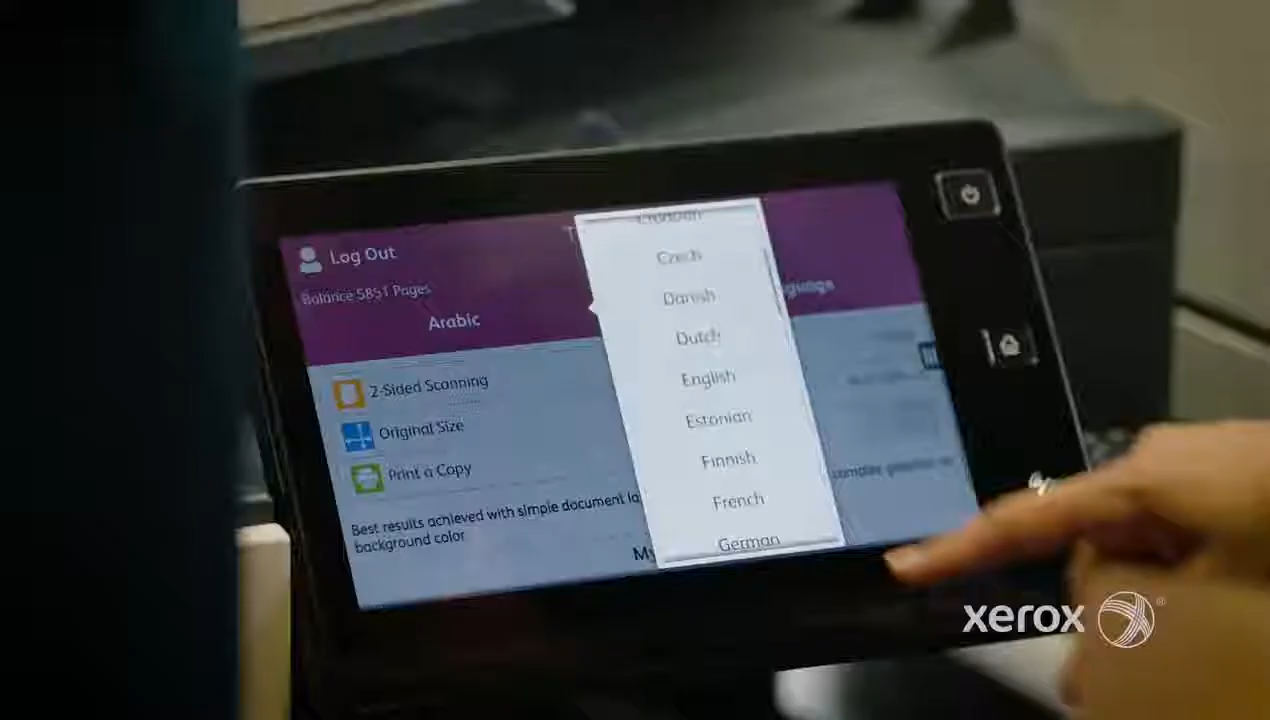 Log Out
Balance 5851 Pages
Arabic
2-Sided Scanning
Original Size
Print a Copy
Best results achieved with simple document
background color
Croatian
Czech
Danish
Dutch
English
Estonian
Finnish
French
German
xerox